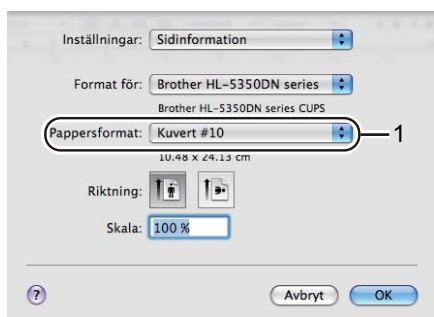 Inställningar: Sidinformation
Format för: Brother HL-5350DN series
Brother HL-5350DN series CUPS
Pappersformat: Kuvert #10 1
10.48 x 24.13 cm
Riktning:
Skala: 100 %
? Avbryt OK